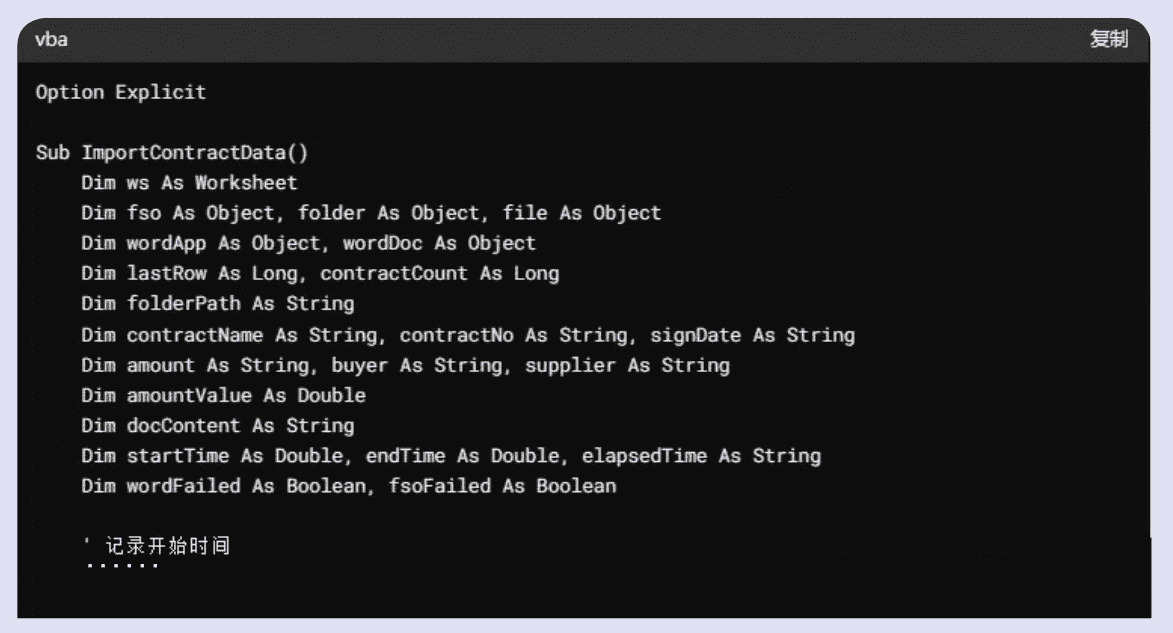 vba
复制
Option Explicit
Sub ImportContractData()
Dim ws As Worksheet
Dim fso As Object, folder As Object, file As Object
Dim wordApp As Object, wordDoc As Object
Dim lastRow As Long, contractCount As Long
Dim folderPath As String
Dim contractName As String, contractNo As String, signDate As String
Dim amount As String, buyer As String, supplier As String
Dim amountValue As Double
Dim docContent As String
Dim startTime As Double, endTime As Double, elapsedTime As String
Dim wordFailed As Boolean, fsoFailed As Boolean
' 记录开始时间
......